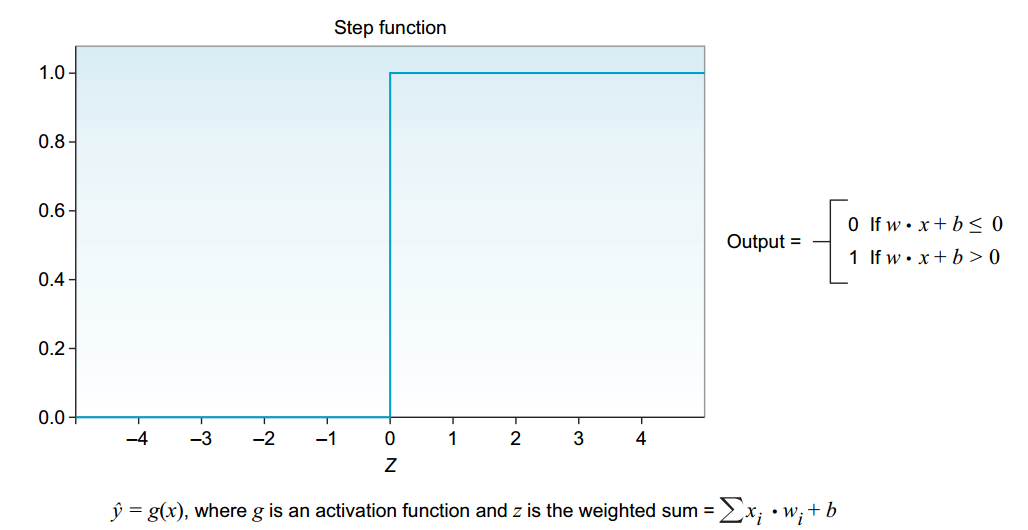 Step function
1.0
0.8
0.6
0.4
0.2
0.0
–4 –3 –2 –1 0 1 2 3 4
Z
Output =
0 If w · x + b ≤ 0
1 If w · x + b > 0
ŷ = g(x), where g is an activation function and z is the weighted sum = ∑xᵢ · wᵢ + b